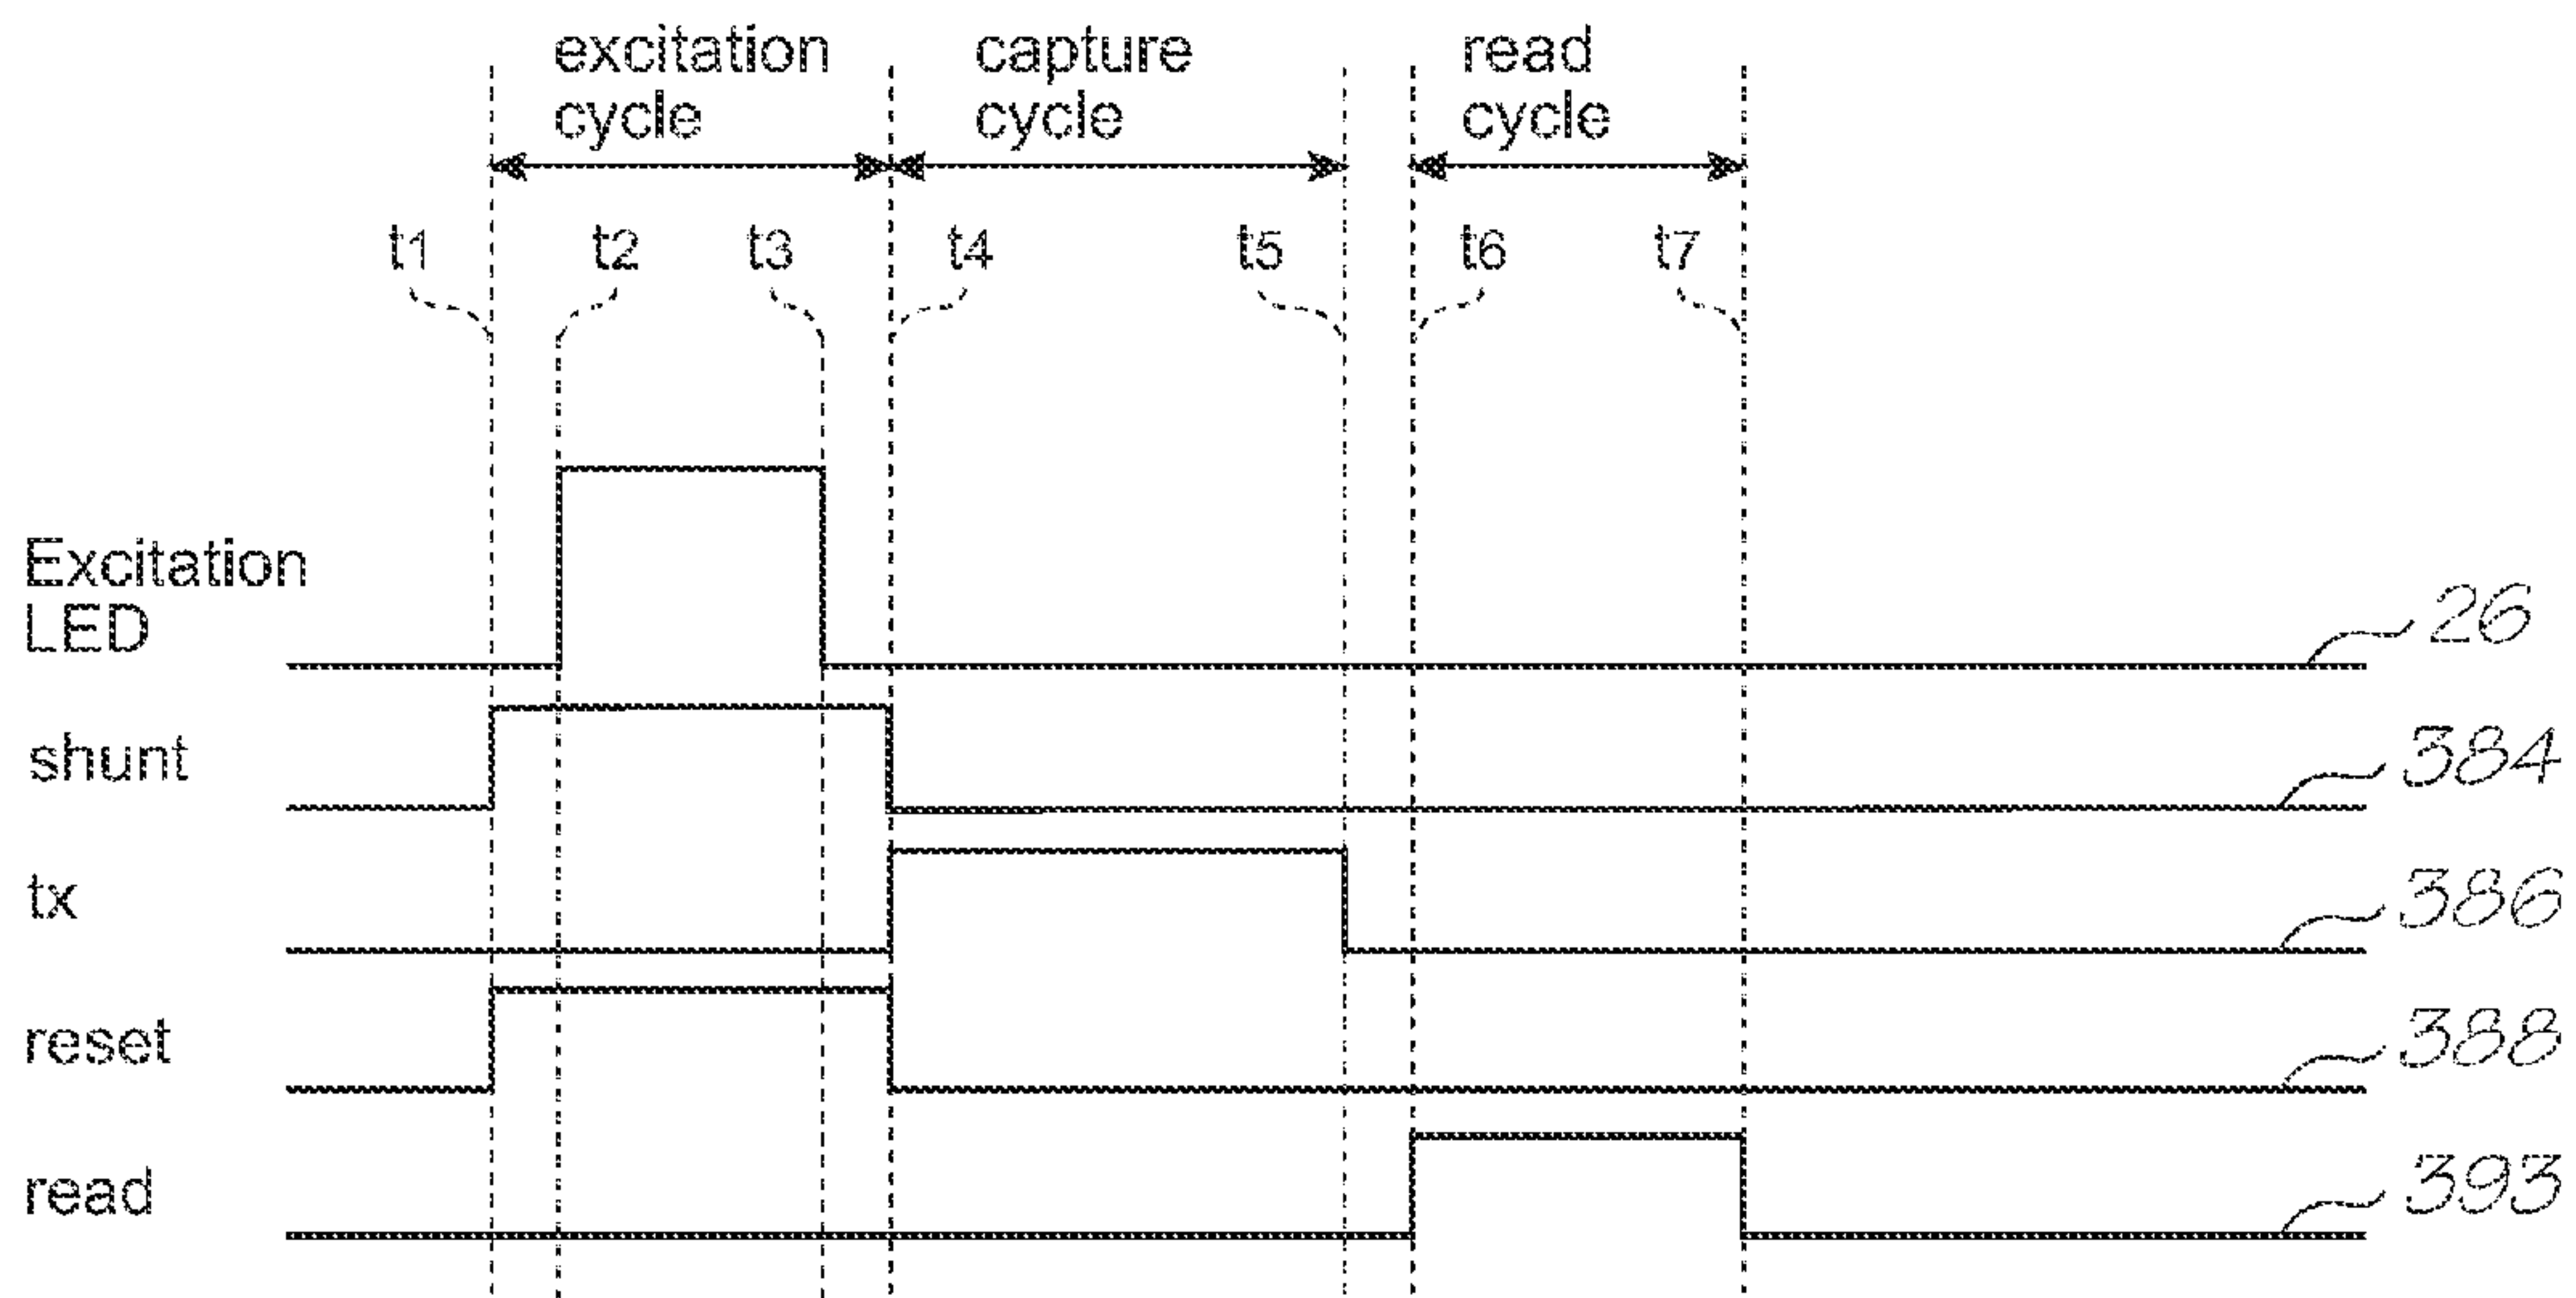 excitation cycle
capture cycle
read cycle
t1 t2 t3 t4 t5 t6 t7
Excitation
LED
26
shunt
384
tx
386
reset
388
read
393